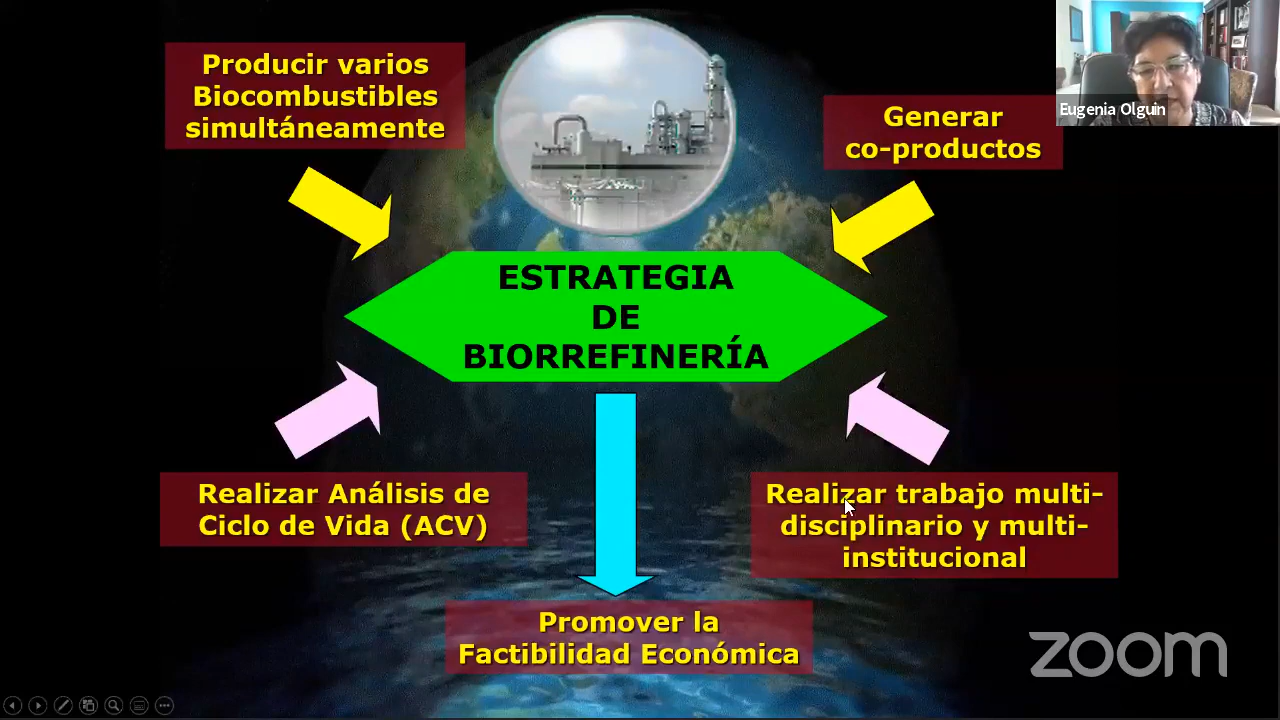 Producir varios
Biocombustibles
simultáneamente
Generar
co-productos
Eugenia Olguin
ESTRATEGIA
DE
BIORREFINERÍA
Realizar Análisis de
Ciclo de Vida (ACV)
Realizar trabajo multi-
disciplinario y multi-
institucional
Promover la
Factibilidad Económica
zoom